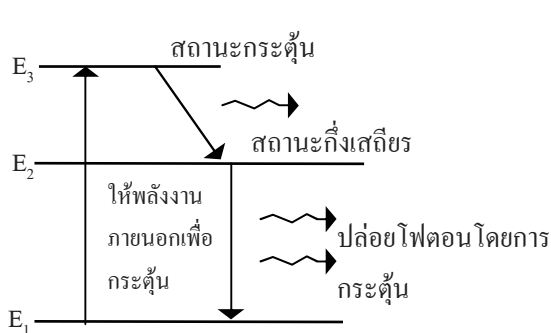 สถานะกระตุ้น
E3
สถานะกึ่งเสถียร
E2
ให้พลังงาน
ภายนอกเพื่อ
กระตุ้น
ปล่อยโฟตอนโดยการ
กระตุ้น
E1